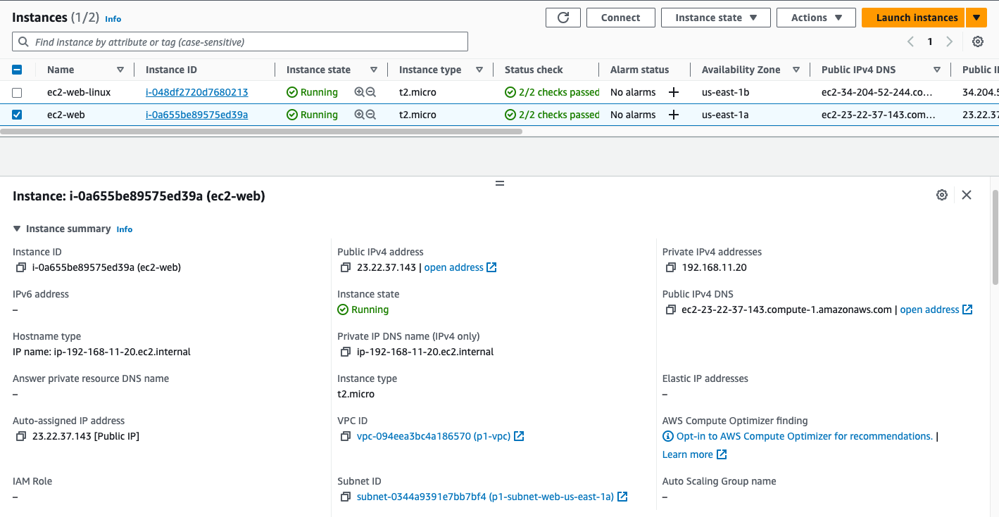 Instances (1/2) Info
Connect
Instance state
Actions
Launch instances
Find instance by attribute or tag (case-sensitive)
1
Name Instance ID Instance state Instance type Status check Alarm status Availability Zone Public IPv4 DNS Public I
ec2-web-linux i-048df2720d7680213 Running t2.micro 2/2 checks passed No alarms + us-east-1b ec2-34-204-52-244.co... 34.204.5
ec2-web i-0a655be89575ed39a Running t2.micro 2/2 checks passed No alarms + us-east-1a ec2-23-22-37-143.com... 23.22.37
Instance: i-0a655be89575ed39a (ec2-web)
Instance summary Info
Instance ID
i-0a655be89575ed39a (ec2-web)
Public IPv4 address
23.22.37.143 | open address
Private IPv4 addresses
192.168.11.20
IPv6 address
–
Instance state
Running
Public IPv4 DNS
ec2-23-22-37-143.compute-1.amazonaws.com | open address
Hostname type
IP name: ip-192-168-11-20.ec2.internal
Private IP DNS name (IPv4 only)
ip-192-168-11-20.ec2.internal
Answer private resource DNS name
–
Instance type
t2.micro
Elastic IP addresses
–
Auto-assigned IP address
23.22.37.143 [Public IP]
VPC ID
vpc-094eea3bc4a186570 (p1-vpc)
AWS Compute Optimizer finding
Opt-in to AWS Compute Optimizer for recommendations. |
Learn more
IAM Role
–
Subnet ID
subnet-0344a9391e7bb7bf4 (p1-subnet-web-us-east-1a)
Auto Scaling Group name
–